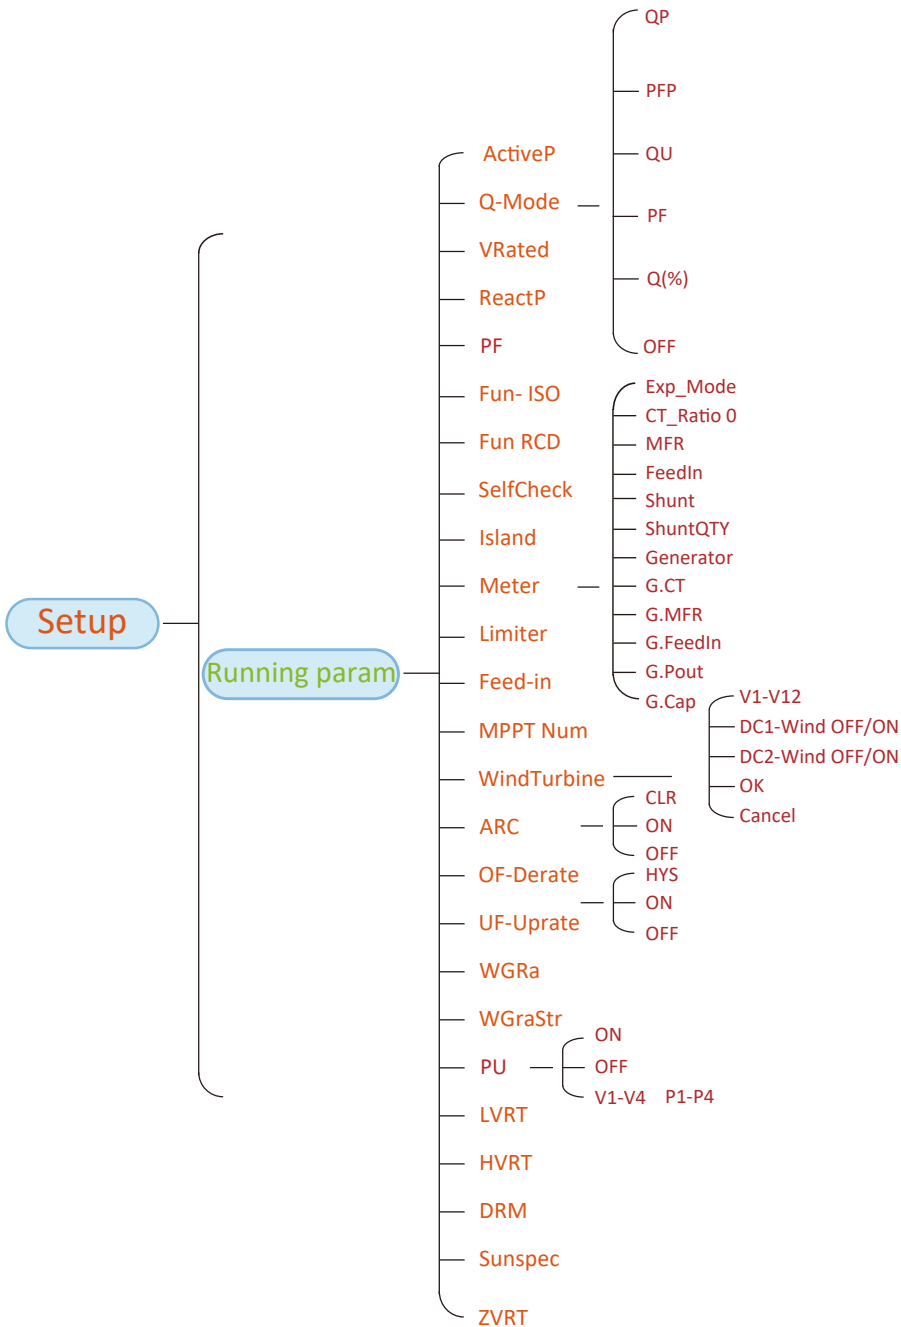 Setup
Running param
ActiveP
Q-Mode
VRated
ReactP
PF
Fun- ISO
Fun RCD
SelfCheck
Island
Meter
Limiter
Feed-in
MPPT Num
WindTurbine
ARC
OF-Derate
UF-Uprate
WGRa
WGraStr
PU
LVRT
HVRT
DRM
Sunspec
ZVRT
QP
PFP
QU
PF
Q(%)
OFF
Exp_Mode
CT_Ratio 0
MFR
FeedIn
Shunt
ShuntQTY
Generator
G.CT
G.MFR
G.FeedIn
G.Pout
G.Cap
V1-V12
DC1-Wind OFF/ON
DC2-Wind OFF/ON
OK
Cancel
CLR
ON
OFF
HYS
ON
OFF
ON
OFF
V1-V4 P1-P4